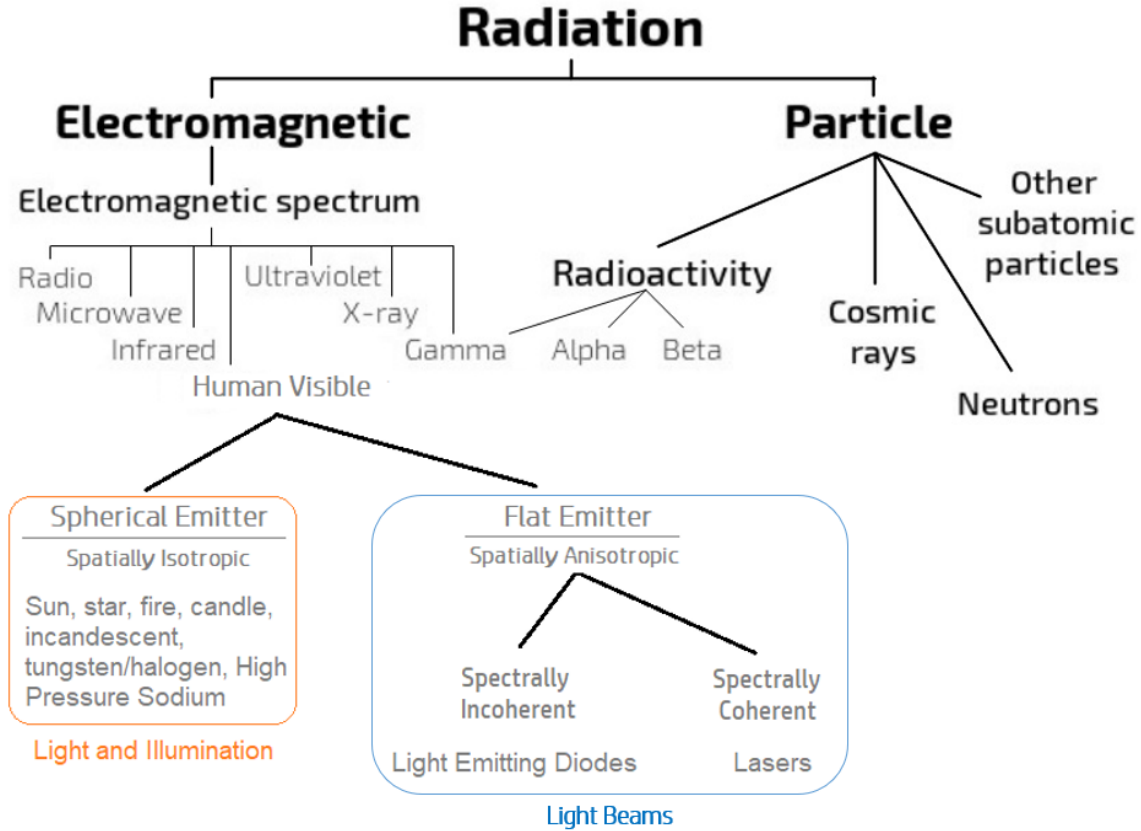 Radiation
Electromagnetic
Particle
Electromagnetic spectrum
Radio
Microwave
Infrared
Human Visible
Ultraviolet
X-ray
Gamma
Radioactivity
Alpha
Beta
Cosmic
rays
Neutrons
Other
subatomic
particles
Spherical Emitter
Spatially Isotropic
Sun, star, fire, candle,
incandescent,
tungsten/halogen, High
Pressure Sodium
Light and Illumination
Flat Emitter
Spatially Anisotropic
Spectrally
Incoherent
Light Emitting Diodes
Spectrally
Coherent
Lasers
Light Beams